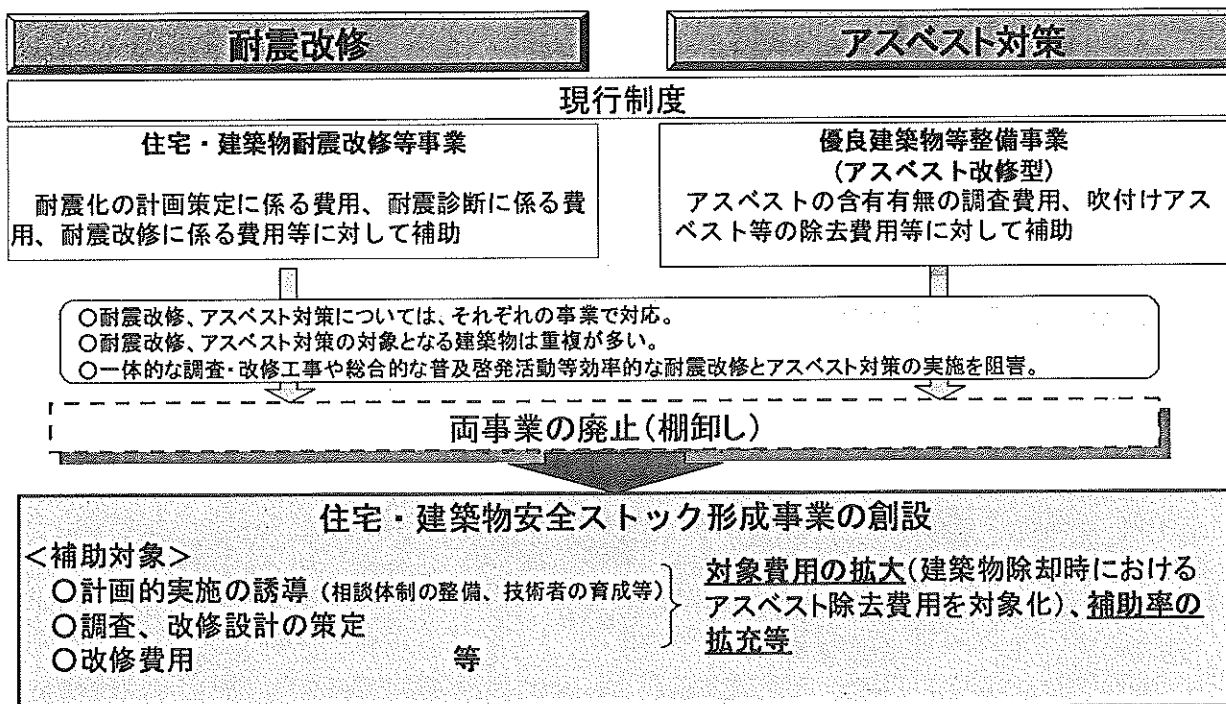 耐震改修
アスベスト対策
現行制度
住宅・建築物耐震改修等事業
耐震化の計画策定に係る費用、耐震診断に係る費
用、耐震改修に係る費用等に対して補助
優良建築物等整備事業
(アスベスト改修型)
アスベストの含有有無の調査費用、吹付けアス
ベスト等の除去費用等に対して補助
○耐震改修、アスベスト対策については、それぞれの事業で対応。
○耐震改修、アスベスト対策の対象となる建築物は重複が多い。
○一体的な調査・改修工事や総合的な普及啓発活動等効率的な耐震改修とアスベスト対策の実施を阻害。
両事業の廃止(棚卸し)
住宅・建築物安全ストック形成事業の創設
<補助対象>
○計画的実施の誘導(相談体制の整備、技術者の育成等)
○調査、改修設計の策定
○改修費用 等
対象費用の拡大(建築物除却時における
アスベスト除去費用を対象化)、補助率の
拡充等